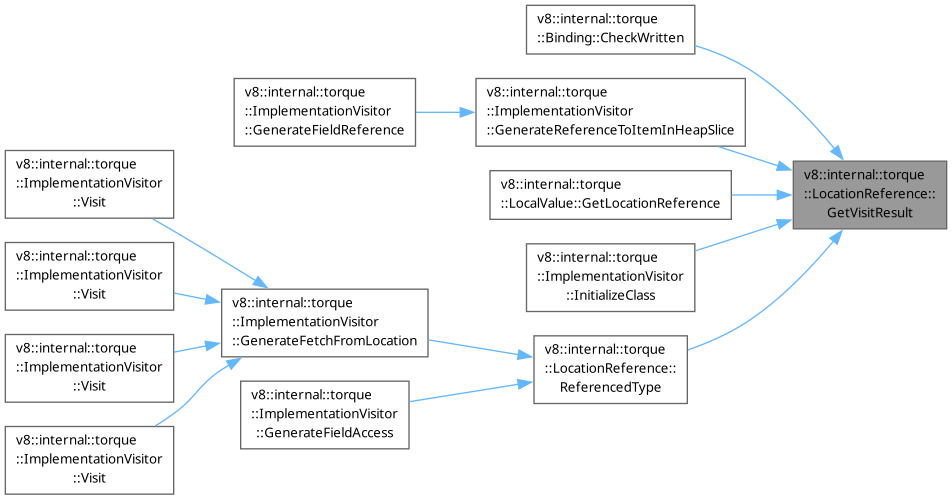 v8::internal::torque
::Binding::CheckWritten
v8::internal::torque
::ImplementationVisitor
::GenerateFieldReference
v8::internal::torque
::ImplementationVisitor
::GenerateReferenceToItemInHeapSlice
v8::internal::torque
::ImplementationVisitor
::Visit
v8::internal::torque
::LocationReference::
GetVisitResult
v8::internal::torque
::LocalValue::GetLocationReference
v8::internal::torque
::ImplementationVisitor
::Visit
v8::internal::torque
::ImplementationVisitor
::InitializeClass
v8::internal::torque
::ImplementationVisitor
::GenerateFetchFromLocation
v8::internal::torque
::ImplementationVisitor
::Visit
v8::internal::torque
::LocationReference::
ReferencedType
v8::internal::torque
::ImplementationVisitor
::GenerateFieldAccess
v8::internal::torque
::ImplementationVisitor
::Visit